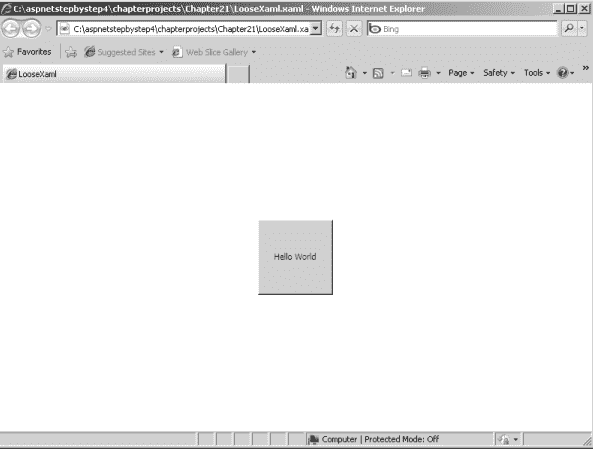 C:\aspnetstepbystep4\chapterprojects\Chapter21\LooseXaml.xaml - Windows Internet Explorer
C:\aspnetstepbystep4\chapterprojects\Chapter21\LooseXaml.xa
Bing
Favorites
Suggested Sites
Web Slice Gallery
LooseXaml
Page
Safety
Tools
Hello World
Computer | Protected Mode: Off